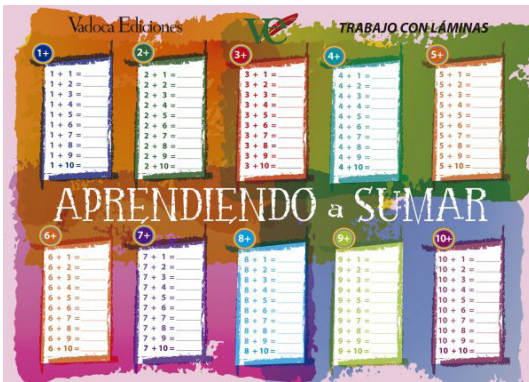 Vadoca Ediciones
VE
TRABAJO CON LÁMINAS
1+
1 + 1 =
1 + 2 =
1 + 3 =
1 + 4 =
1 + 5 =
1 + 6 =
1 + 7 =
1 + 8 =
1 + 9 =
1 + 10 =
2+
2 + 1 =
2 + 2 =
2 + 3 =
2 + 4 =
2 + 5 =
2 + 6 =
2 + 7 =
2 + 8 =
2 + 9 =
2 + 10 =
3+
3 + 1 =
3 + 2 =
3 + 3 =
3 + 4 =
3 + 5 =
3 + 6 =
3 + 7 =
3 + 8 =
3 + 9 =
3 + 10 =
4+
4 + 1 =
4 + 2 =
4 + 3 =
4 + 4 =
4 + 5 =
4 + 6 =
4 + 7 =
4 + 8 =
4 + 9 =
4 + 10 =
5+
5 + 1 =
5 + 2 =
5 + 3 =
5 + 4 =
5 + 5 =
5 + 6 =
5 + 7 =
5 + 8 =
5 + 9 =
5 + 10 =
APRENDIENDO a SUMAR
6+
6 + 1 =
6 + 2 =
6 + 3 =
6 + 4 =
6 + 5 =
6 + 6 =
6 + 7 =
6 + 8 =
6 + 9 =
6 + 10 =
7+
7 + 1 =
7 + 2 =
7 + 3 =
7 + 4 =
7 + 5 =
7 + 6 =
7 + 7 =
7 + 8 =
7 + 9 =
7 + 10 =
8+
8 + 1 =
8 + 2 =
8 + 3 =
8 + 4 =
8 + 5 =
8 + 6 =
8 + 7 =
8 + 8 =
8 + 9 =
8 + 10 =
9+
9 + 1 =
9 + 2 =
9 + 3 =
9 + 4 =
9 + 5 =
9 + 6 =
9 + 7 =
9 + 8 =
9 + 9 =
9 + 10 =
10+
10 + 1 =
10 + 2 =
10 + 3 =
10 + 4 =
10 + 5 =
10 + 6 =
10 + 7 =
10 + 8 =
10 + 9 =
10 + 10 =